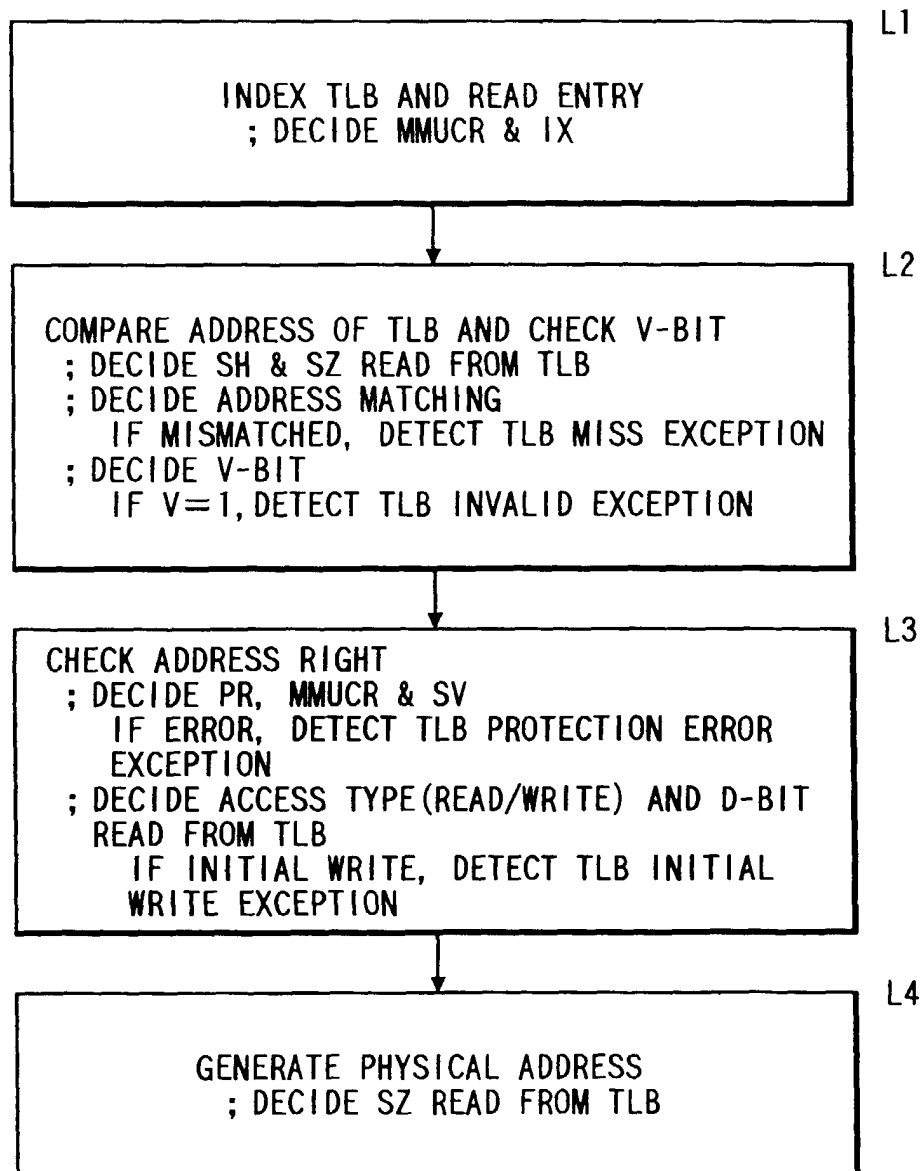 L1
INDEX TLB AND READ ENTRY
; DECIDE MMUCR & IX
L2
COMPARE ADDRESS OF TLB AND CHECK V-BIT
; DECIDE SH & SZ READ FROM TLB
; DECIDE ADDRESS MATCHING
IF MISMATCHED, DETECT TLB MISS EXCEPTION
; DECIDE V-BIT
IF V=1, DETECT TLB INVALID EXCEPTION
L3
CHECK ADDRESS RIGHT
; DECIDE PR, MMUCR & SV
IF ERROR, DETECT TLB PROTECTION ERROR
EXCEPTION
; DECIDE ACCESS TYPE(READ/WRITE) AND D-BIT
READ FROM TLB
IF INITIAL WRITE, DETECT TLB INITIAL
WRITE EXCEPTION
L4
GENERATE PHYSICAL ADDRESS
; DECIDE SZ READ FROM TLB